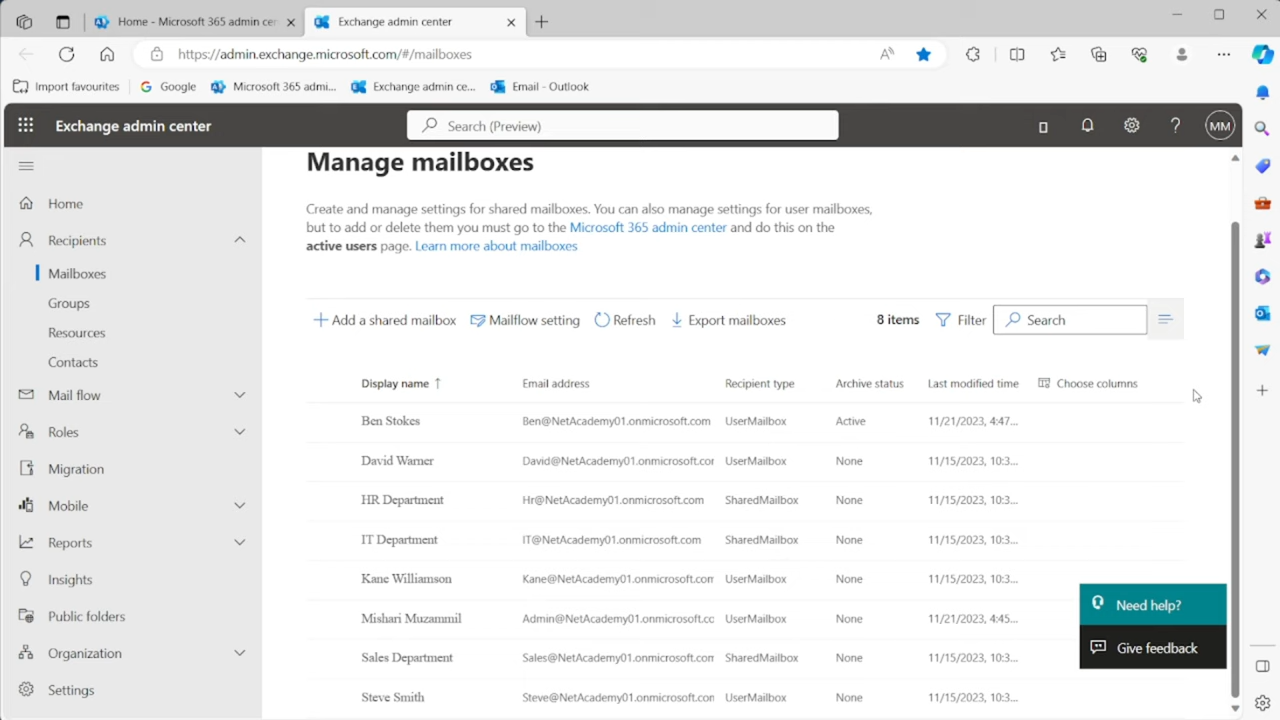 Home - Microsoft 365 admin cen
Exchange admin center
https://admin.exchange.microsoft.com/#/mailboxes
Import favourites
Google
Microsoft 365 admi...
Exchange admin ce...
Email - Outlook
Exchange admin center
Search (Preview)
MM
Home
Recipients
Mailboxes
Groups
Resources
Contacts
Mail flow
Roles
Migration
Mobile
Reports
Insights
Public folders
Organization
Settings
Manage mailboxes
Create and manage settings for shared mailboxes. You can also manage settings for user mailboxes,
but to add or delete them you must go to the Microsoft 365 admin center and do this on the
active users page. Learn more about mailboxes
Add a shared mailbox Mailflow setting Refresh Export mailboxes 8 items Filter Search
Display name ↑ Email address Recipient type Archive status Last modified time Choose columns
Ben Stokes Ben@NetAcademy01.onmicrosoft.com UserMailbox Active 11/21/2023, 4:47...
David Warner David@NetAcademy01.onmicrosoft.cor UserMailbox None 11/15/2023, 10:3...
HR Department Hr@NetAcademy01.onmicrosoft.com SharedMailbox None 11/15/2023, 10:3...
IT Department IT@NetAcademy01.onmicrosoft.com SharedMailbox None 11/15/2023, 10:3...
Kane Williamson Kane@NetAcademy01.onmicrosoft.corr UserMailbox None 11/15/2023, 10:3...
Mishari Muzammil Admin@NetAcademy01.onmicrosoft.cc UserMailbox None 11/21/2023, 4:45...
Sales Department Sales@NetAcademy01.onmicrosoft.con SharedMailbox None 11/15/2023, 10:3...
Steve Smith Steve@NetAcademy01.onmicrosoft.con UserMailbox None 11/15/2023, 10:3...
Need help?
Give feedback